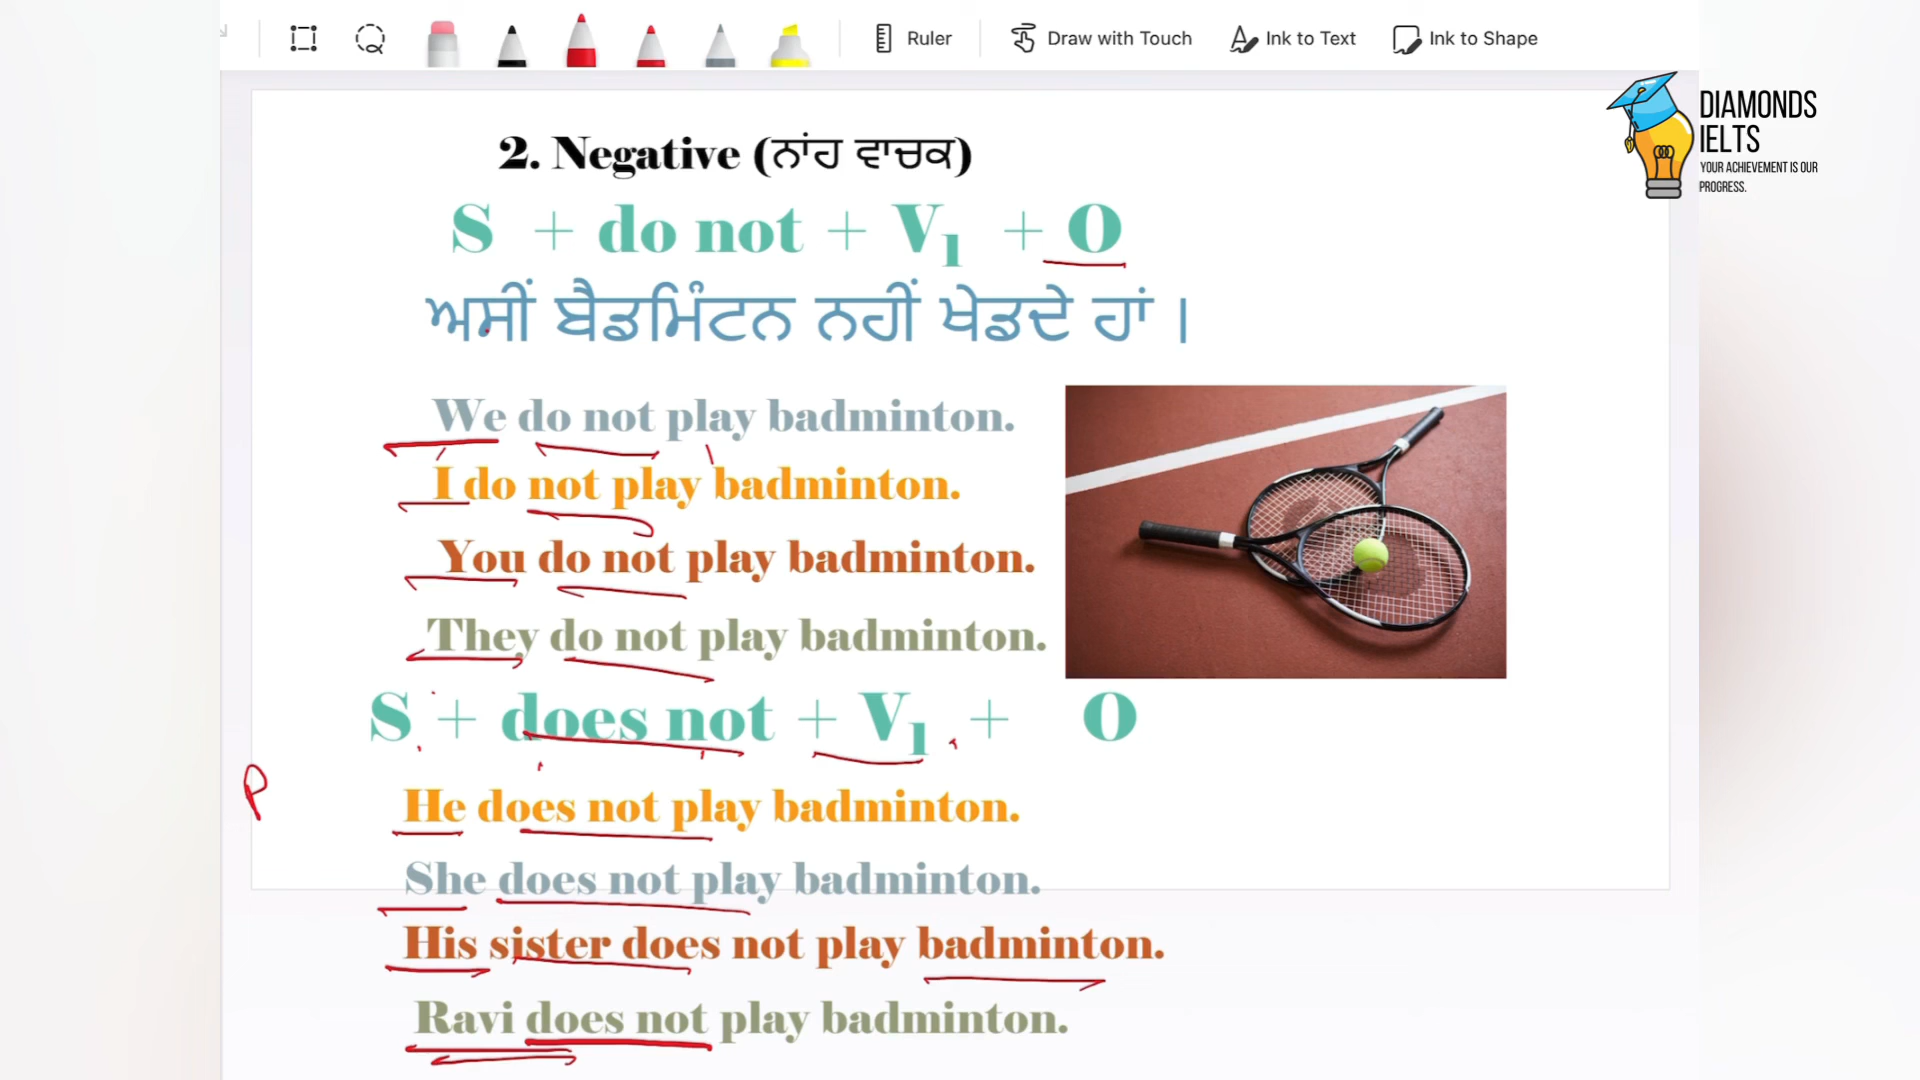 Ruler
Draw with Touch
Ink to Text
Ink to Shape
DIAMONDS
IELTS
YOUR ACHIEVEMENT IS OUR
PROGRESS.
2. Negative (ਨਾਂਹ ਵਾਚਕ)
S + do not + V₁ + O
ਅਸੀਂ ਬੈਡਮਿੰਟਨ ਨਹੀਂ ਖੇਡਦੇ ਹਾਂ |
We do not play badminton.
I do not play badminton.
You do not play badminton.
They do not play badminton.
S + does not + V₁ + O
P
He does not play badminton.
She does not play badminton.
His sister does not play badminton.
Ravi does not play badminton.